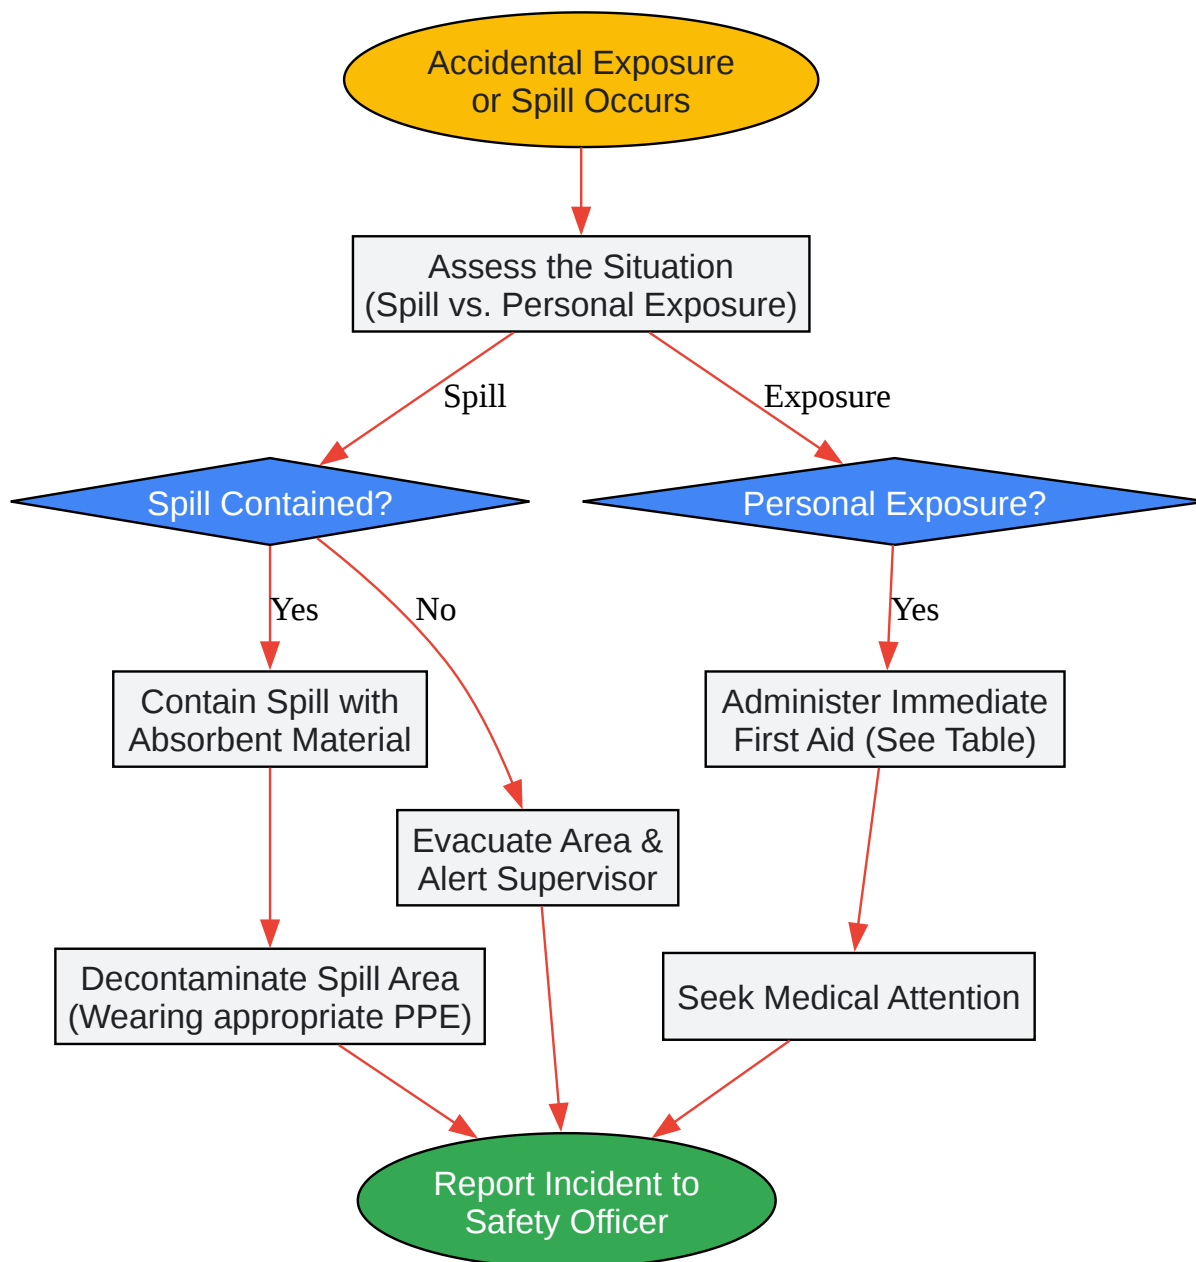 Accidental Exposure
or Spill Occurs
Assess the Situation
(Spill vs. Personal Exposure)
Spill
Exposure
Spill Contained?
Personal Exposure?
Yes
No
Yes
Contain Spill with
Absorbent Material
Administer Immediate
First Aid (See Table)
Evacuate Area &
Alert Supervisor
Decontaminate Spill Area
(Wearing appropriate PPE)
Seek Medical Attention
Report Incident to
Safety Officer